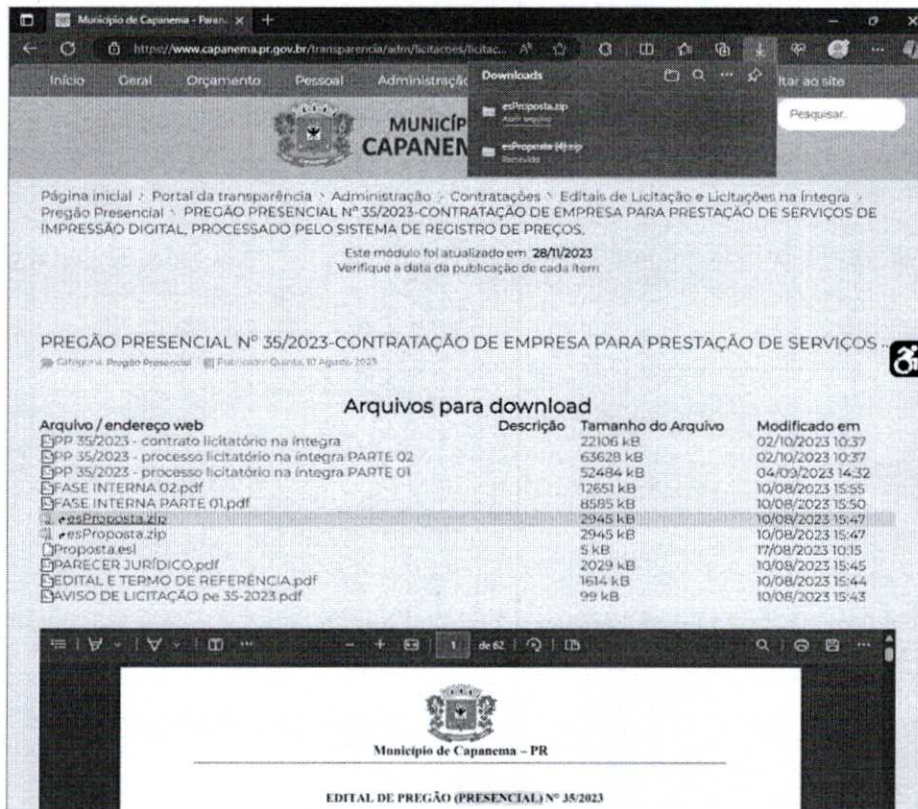 Município de Capanema - Paran
https://www.capanema.pr.gov.br/transparencia/adm/licitacoes/licitac...
Início Geral Orçamento Pessoal Administração
Downloads
ltar ao site
esProposta.zip
Abrir arquivo
esProposta (4).zip
Removido
Pesquisar...
MUNICÍP
CAPANEM
Página inicial > Portal da transparência > Administração > Contratações > Editais de Licitação e Licitações na íntegra >
Pregão Presencial > PREGÃO PRESENCIAL Nº 35/2023-CONTRATAÇÃO DE EMPRESA PARA PRESTAÇÃO DE SERVIÇOS DE
IMPRESSÃO DIGITAL, PROCESSADO PELO SISTEMA DE REGISTRO DE PREÇOS.
Este módulo foi atualizado em 28/11/2023
Verifique a data da publicação de cada item
PREGÃO PRESENCIAL Nº 35/2023-CONTRATAÇÃO DE EMPRESA PARA PRESTAÇÃO DE SERVIÇOS ...
Categoria: Pregão Presencial Publicado: Quinta, 10 Agosto 2023
Arquivos para download
Arquivo / endereço web Descrição Tamanho do Arquivo Modificado em
PP 35/2023 - contrato licitatório na íntegra 22106 kB 02/10/2023 10:37
PP 35/2023 - processo licitatório na íntegra PARTE 02 63628 kB 02/10/2023 10:37
PP 35/2023 - processo licitatório na íntegra PARTE 01 52484 kB 04/09/2023 14:32
FASE INTERNA 02.pdf 12651 kB 10/08/2023 15:55
FASE INTERNA PARTE 01.pdf 8585 kB 10/08/2023 15:50
esProposta.zip 2945 kB 10/08/2023 15:47
esProposta.zip 2945 kB 10/08/2023 15:47
Proposta.esl 5 kB 17/08/2023 10:15
PARECER JURÍDICO.pdf 2029 kB 10/08/2023 15:45
EDITAL E TERMO DE REFERÊNCIA.pdf 1614 kB 10/08/2023 15:44
AVISO DE LICITAÇÃO pe 35-2023.pdf 99 kB 10/08/2023 15:43
1 de 62
Município de Capanema – PR
EDITAL DE PREGÃO (PRESENCIAL) Nº 35/2023